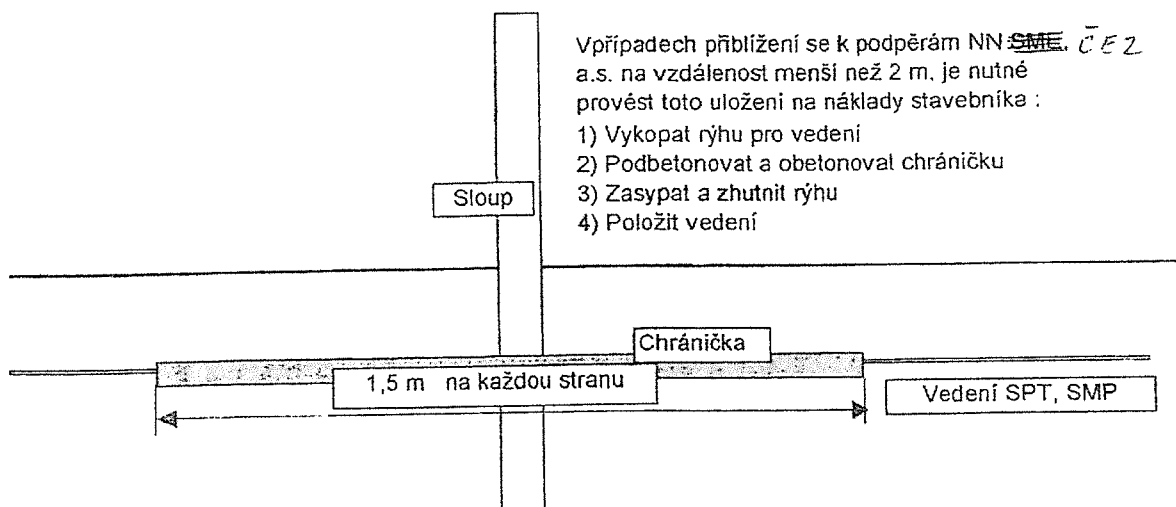 Vpřípadech přiblížení se k podpěrám NN SME, ČEZ
a.s. na vzdálenost menší než 2 m, je nutné
provést toto uložení na náklady stavebníka :
1) Vykopat rýhu pro vedení
2) Podbetonovat a obetonovat chráničku
3) Zasypat a zhutnit rýhu
4) Položit vedení
Sloup
Chránička
1,5 m na každou stranu
Vedení SPT, SMP